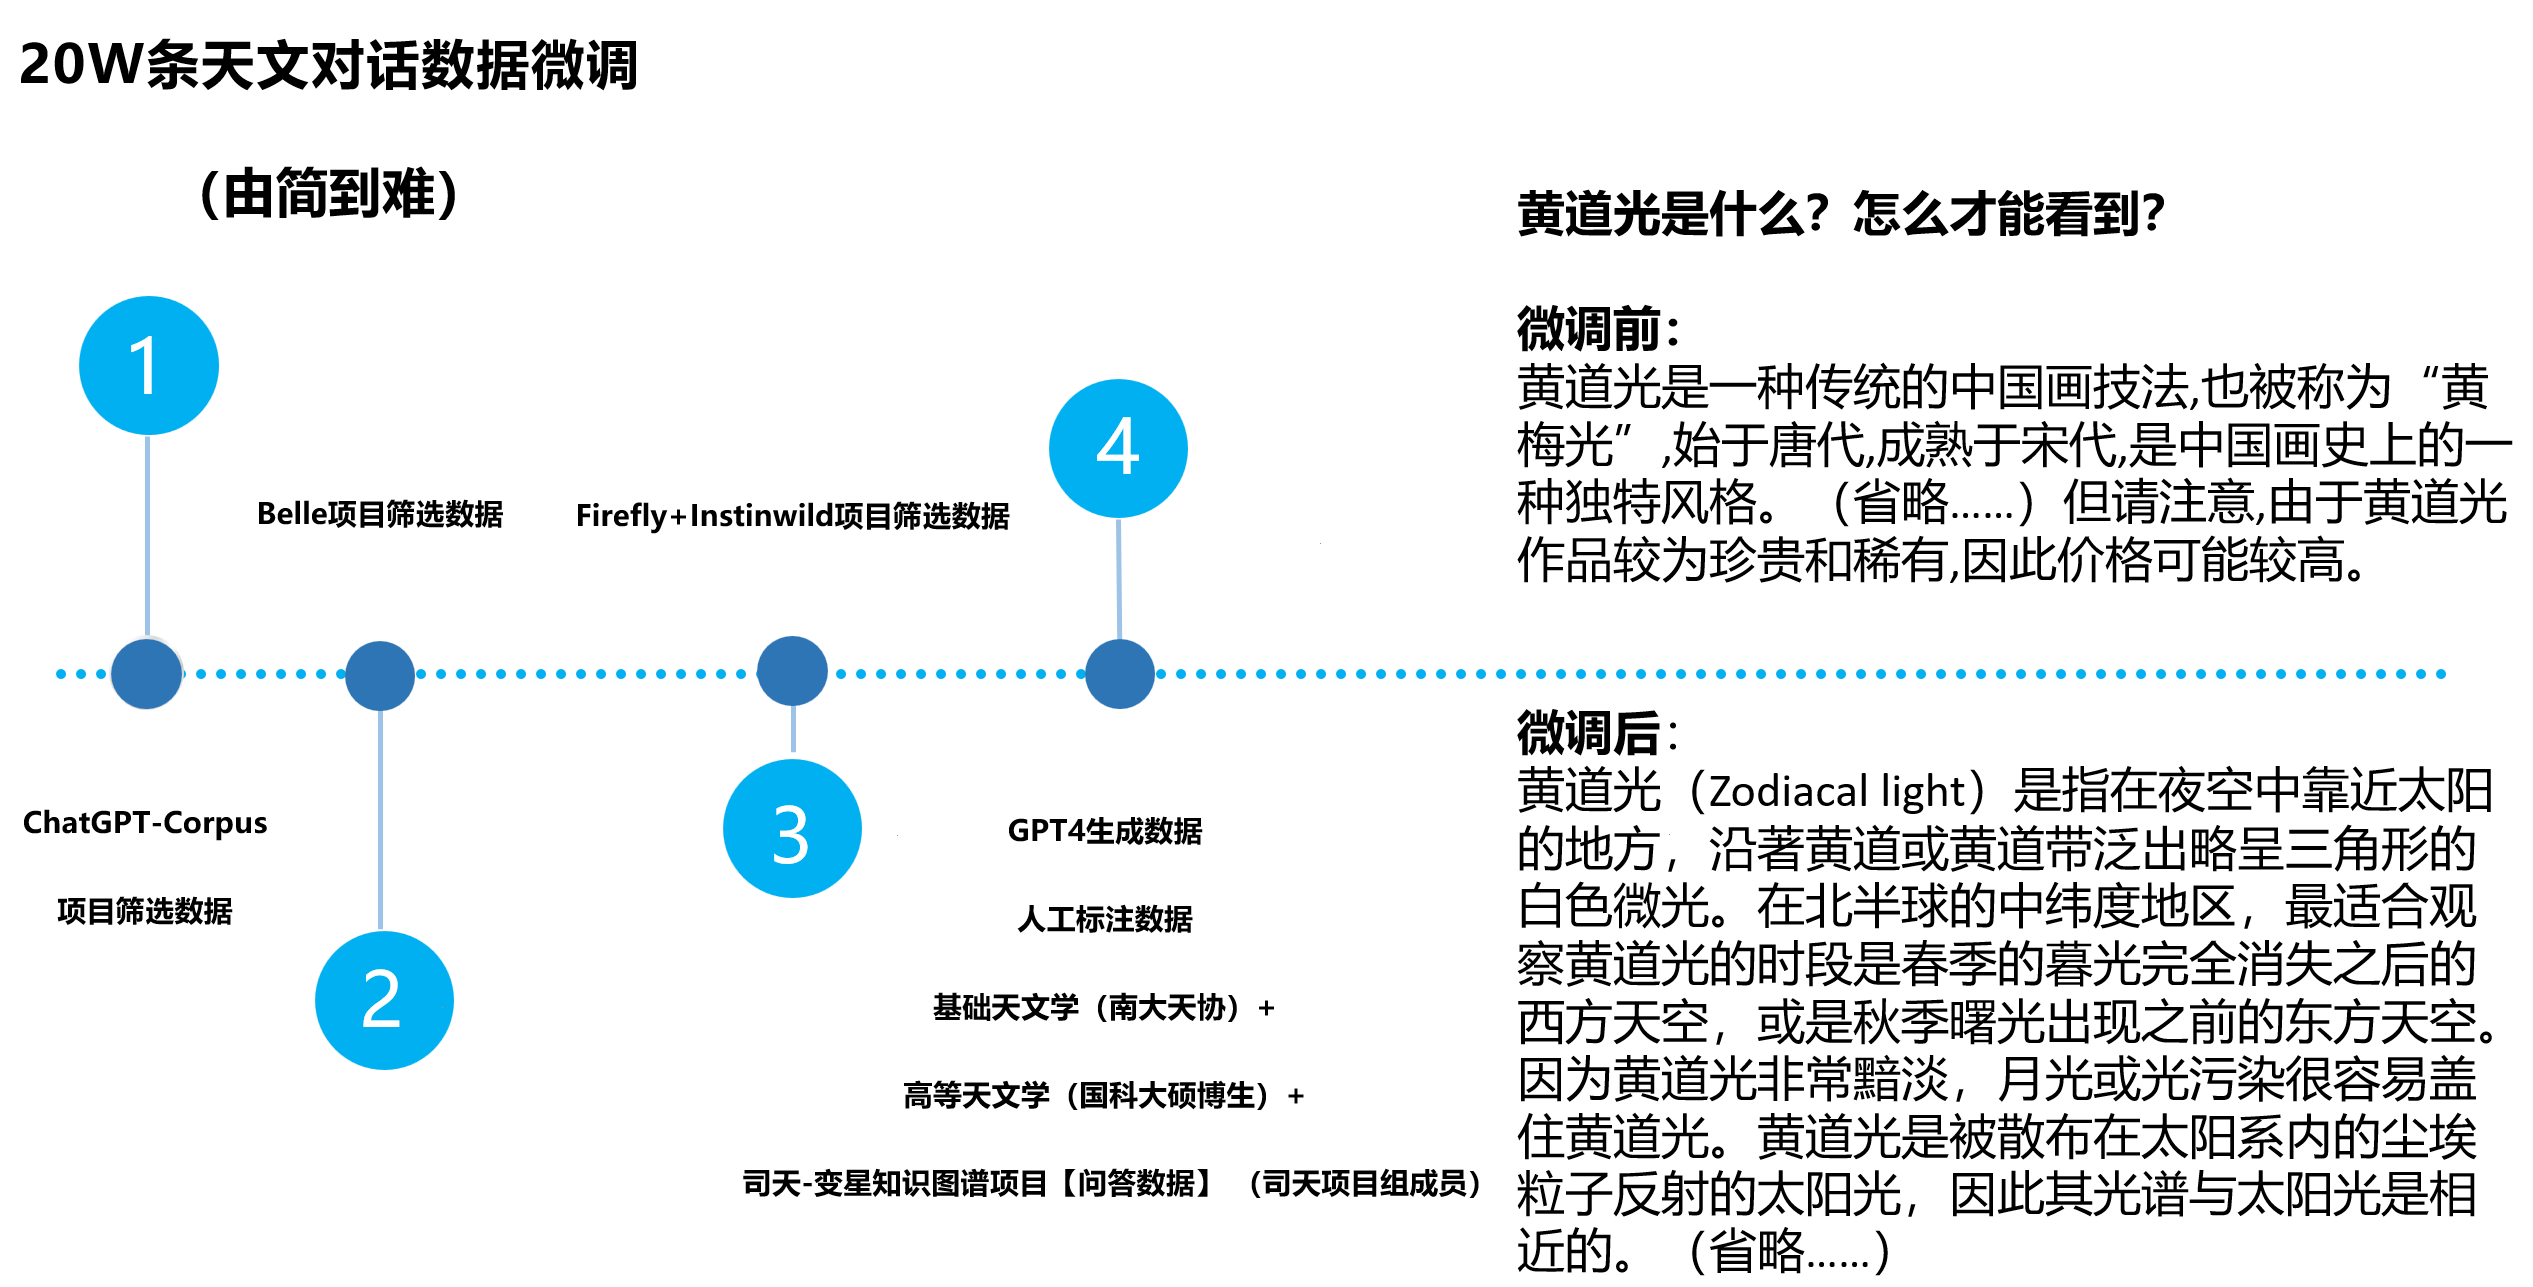 20W条天文对话数据微调
（由简到难）
1
ChatGPT-Corpus
项目筛选数据
Belle项目筛选数据
2
Firefly+Instinwild项目筛选数据
3
4
GPT4生成数据
人工标注数据
基础天文学（南大天协）+
高等天文学（国科大硕博生）+
司天-变星知识图谱项目【问答数据】 （司天项目组成员）
黄道光是什么？怎么才能看到？
微调前：
黄道光是一种传统的中国画技法,也被称为“黄
梅光”,始于唐代,成熟于宋代,是中国画史上的一
种独特风格。（省略……）但请注意,由于黄道光
作品较为珍贵和稀有,因此价格可能较高。
微调后：
黄道光（Zodiacal light）是指在夜空中靠近太阳
的地方，沿著黄道或黄道带泛出略呈三角形的
白色微光。在北半球的中纬度地区，最适合观
察黄道光的时段是春季的暮光完全消失之后的
西方天空，或是秋季曙光出现之前的东方天空。
因为黄道光非常黯淡，月光或光污染很容易盖
住黄道光。黄道光是被散布在太阳系内的尘埃
粒子反射的太阳光，因此其光谱与太阳光是相
近的。（省略……）